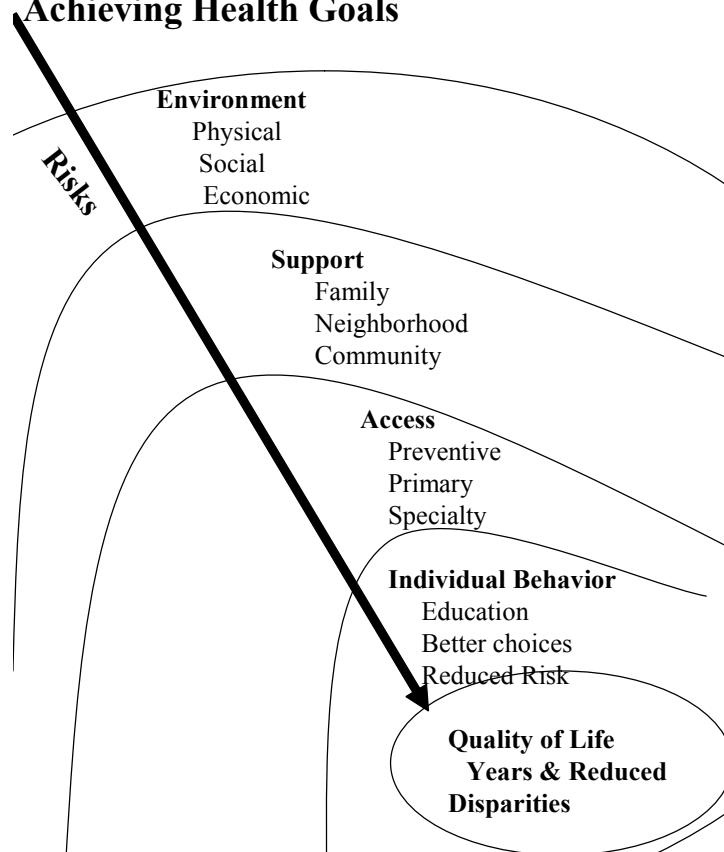 Achieving Health Goals
Environment
Physical
Social
Economic
Risks
Support
Family
Neighborhood
Community
Access
Preventive
Primary
Specialty
Individual Behavior
Education
Better choices
Reduced Risk
Quality of Life
Years & Reduced
Disparities